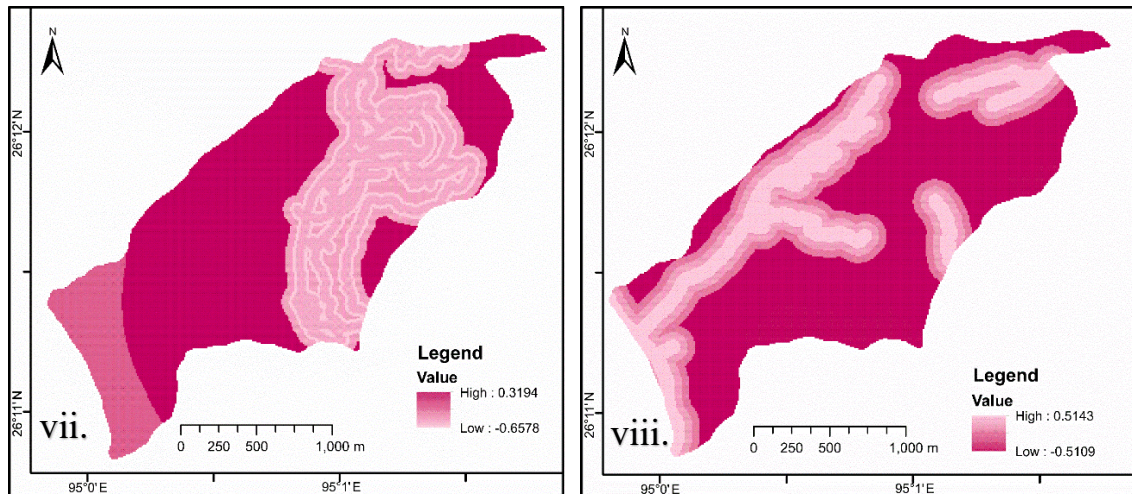 N
26°12'N
26°11'N
Legend
Value
High : 0.3194
Low : -0.6578
vii.
0 250 500 1,000 m
95°0'E 95°1'E
N
26°12'N
26°11'N
Legend
Value
High : 0.5143
Low : -0.5109
viii.
0 250 500 1,000 m
95°0'E 95°1'E